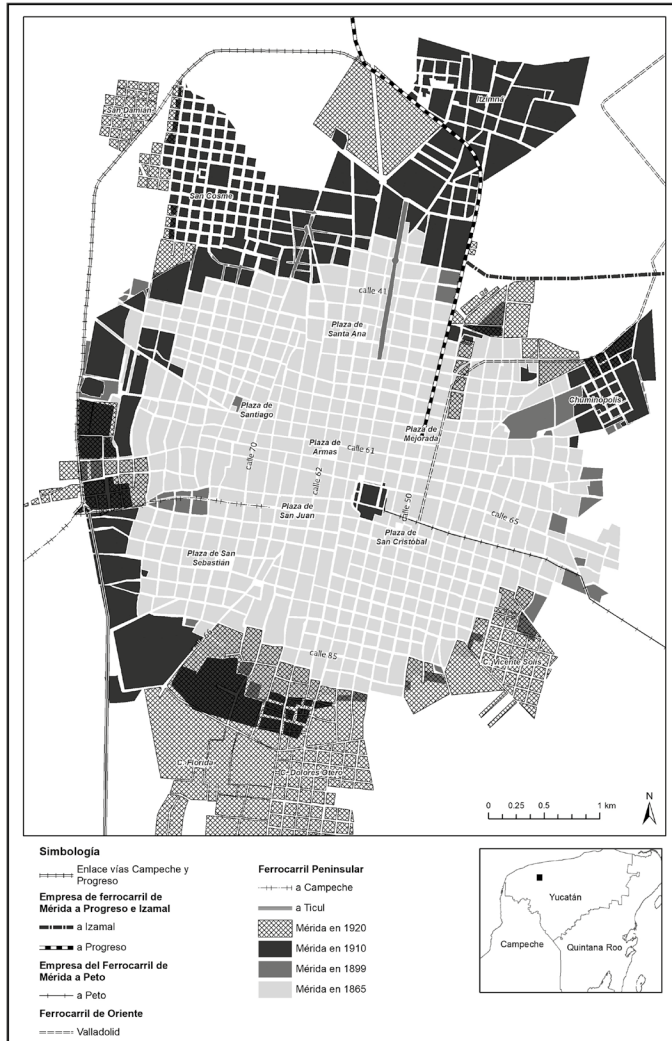 Itzimná
San Damián
San Cosme
calle 41
Plaza de
Santa Ana
Chuminópolis
Plaza de
Santiago
Plaza de
Mejorada
Plaza de
Armas
calle 61
calle 70
calle 62
calle 50
calle 65
Plaza de
San Juan
Plaza de
San Cristóbal
Plaza de San
Sebastián
calle 85
C. Vicente Solís
C. Florida
C. Dolores Otero
N
0 0.25 0.5 1 km
Simbología
Enlace vías Campeche y
Progreso
Empresa de ferrocarril de
Mérida a Progreso e Izamal
a Izamal
a Progreso
Empresa del Ferrocarril de
Mérida a Peto
a Peto
Ferrocarril de Oriente
Valladolid
Ferrocarril Peninsular
a Campeche
a Ticul
Mérida en 1920
Mérida en 1910
Mérida en 1899
Mérida en 1865
Yucatán
Campeche
Quintana Roo